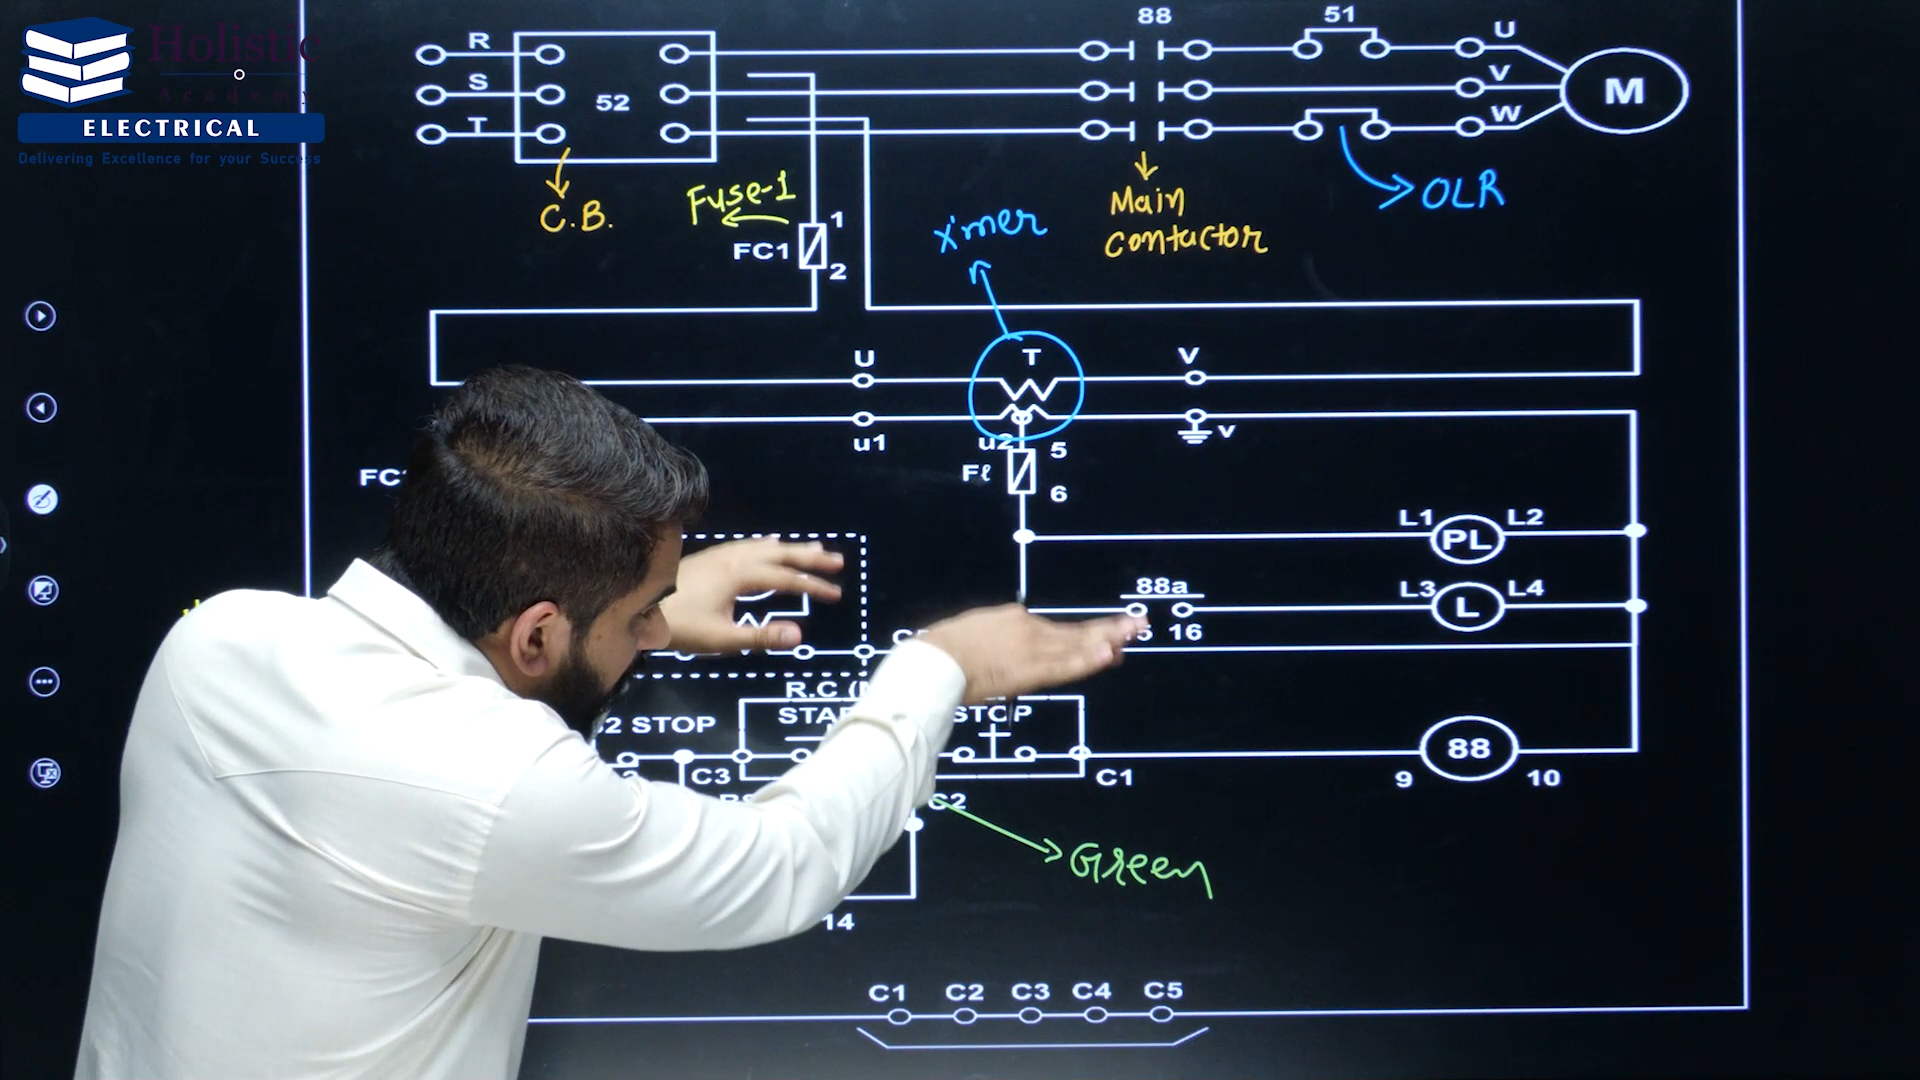 Holistic
Academy
ELECTRICAL
Delivering Excellence for your Success
R
S
T
52
88
51
U
V
W
M
C.B.
Fuse-1
FC1
1
2
x'mer
Main
contactor
OLR
U
T
V
u1
u2
5
v
Fℓ
6
L1
PL
L2
88a
L3
L
L4
16
R.C
STOP
STOP
C3
C1
88
9
10
C2
Green
14
C1 C2 C3 C4 C5